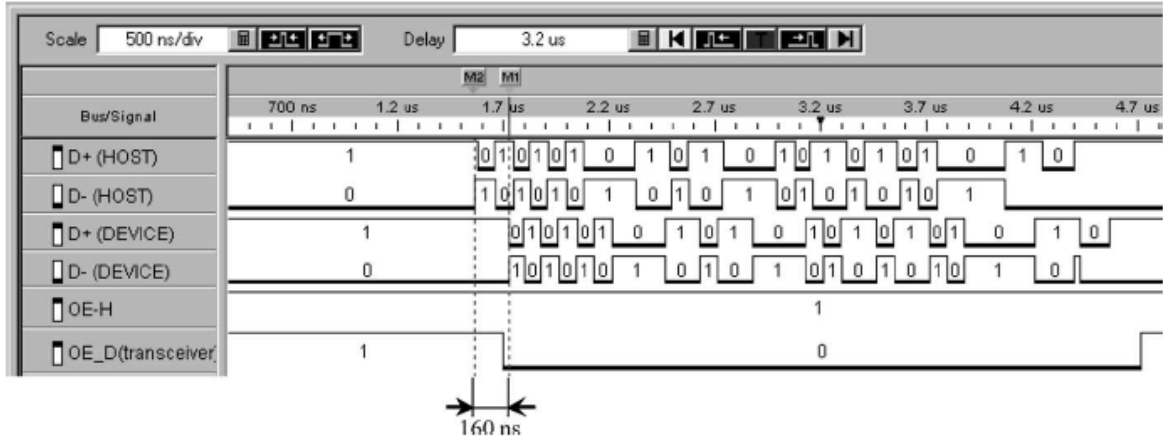 Scale 500 ns/div Delay 3.2 us T
M2 M1
Bus/Signal 700 ns 1.2 us 1.7 us 2.2 us 2.7 us 3.2 us 3.7 us 4.2 us 4.7 us
D+ (HOST) 1 0 1 0 1 0 1 0 1 0 1 0 1 0 1 0 1 0 1 0
D- (HOST) 0 1 0 1 0 1 0 1 0 1 0 1 0 1 0 1 0 1 0 1
D+ (DEVICE) 1 0 1 0 1 0 1 0 1 0 1 0 1 0 1 0 1 0 1 0 1 0
D- (DEVICE) 0 1 0 1 0 1 0 1 0 1 0 1 0 1 0 1 0 1 0 1 0
OE-H 1
OE_D(transceiver) 1 0
160 ns